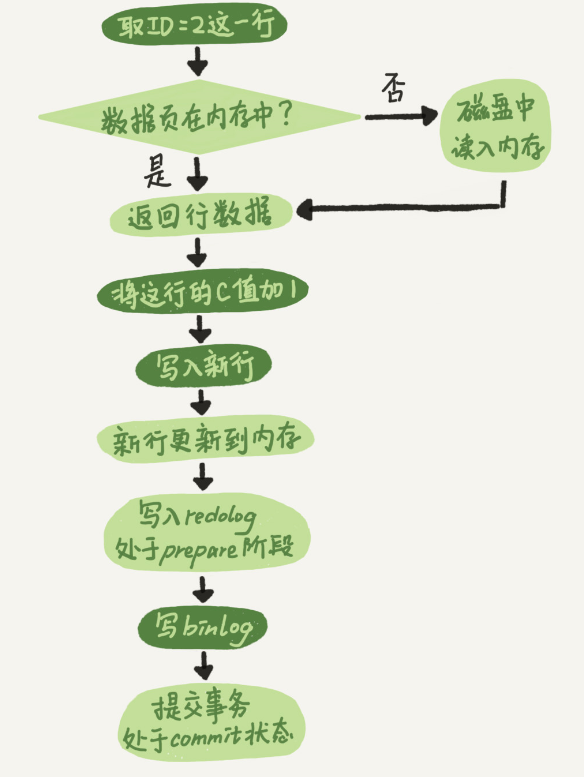 取ID=2这一行
数据页在内存中?
否
磁盘中
读入内存
是
返回行数据
将这行的C值加1
写入新行
新行更新到内存
写入redolog
处于prepare阶段
写binlog
提交事务
处于commit状态